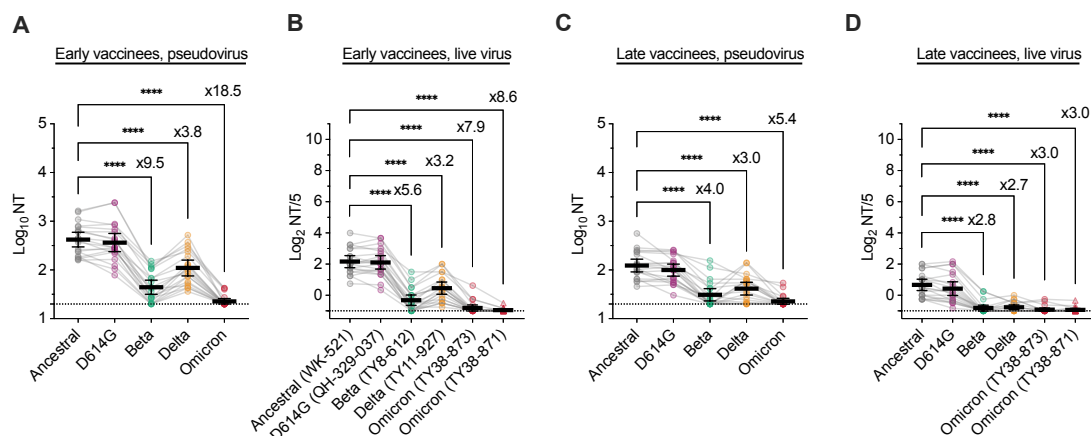 A
Early vaccinees, pseudovirus
**** x18.5
**** x3.8
**** x9.5
5
4
3
2
1
Log10 NT
Ancestral
D614G
Beta
Delta
Omicron
B
Early vaccinees, live virus
**** x8.6
**** x7.9
**** x3.2
**** x5.6
10
8
6
4
2
0
Log2 NT/5
Ancestral (WK-521)
D614G (QH-329-037)
Beta (TY8-612)
Delta (TY11-927)
Omicron (TY38-873)
Omicron (TY38-871)
C
Late vaccinees, pseudovirus
**** x5.4
**** x3.0
**** x4.0
5
4
3
2
1
Log10 NT
Ancestral
D614G
Beta
Delta
Omicron
D
Late vaccinees, live virus
**** x3.0
**** x3.0
**** x2.7
**** x2.8
10
8
6
4
2
0
Log2 NT/5
Ancestral
D614G
Beta
Delta
Omicron (TY38-873)
Omicron (TY38-871)